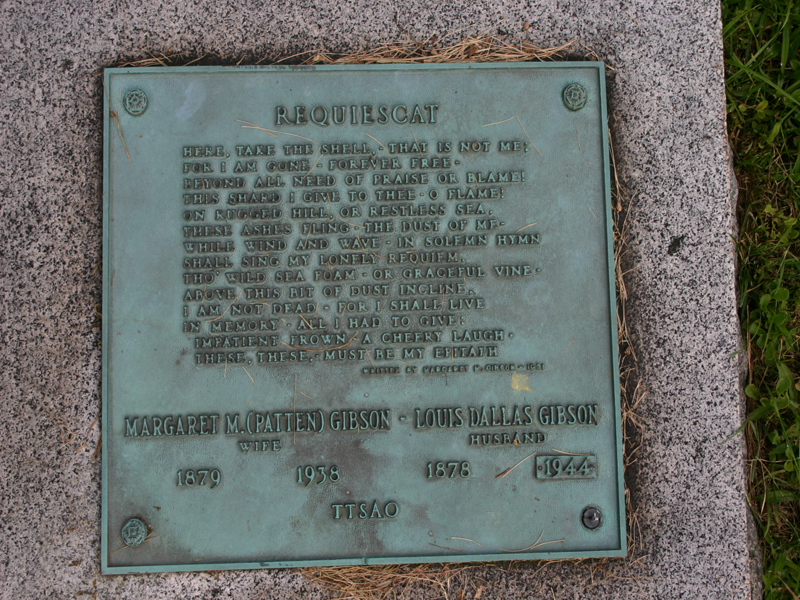 REQUIESCAT
HERE, TAKE THE SHELL, - THAT IS NOT ME;
FOR I AM GONE - FOREVER FREE -
BEYOND ALL NEED OF PRAISE OR BLAME!
THIS SHARD I GIVE TO THEE - O FLAME!
ON RUGGED HILL, OR RESTLESS SEA,
THESE ASHES FLING - THE DUST OF ME -
WHILE WIND AND WAVE - IN SOLEMN HYMN
SHALL SING MY LONELY REQUIEM.
THO' WILD SEA FOAM - OR GRACEFUL VINE -
ABOVE THIS BIT OF DUST INCLINE,
I AM NOT DEAD - FOR I SHALL LIVE
IN MEMORY - ALL I HAD TO GIVE;
IMPATIENT FROWN - A CHEERY LAUGH -
THESE, THESE, - MUST BE MY EPITAPH
WRITTEN BY MARGARET M. GIBSON -
MARGARET M. (PATTEN) GIBSON - LOUIS DALLAS GIBSON
WIFE HUSBAND
1879 1938 1878 1944
TTSAO